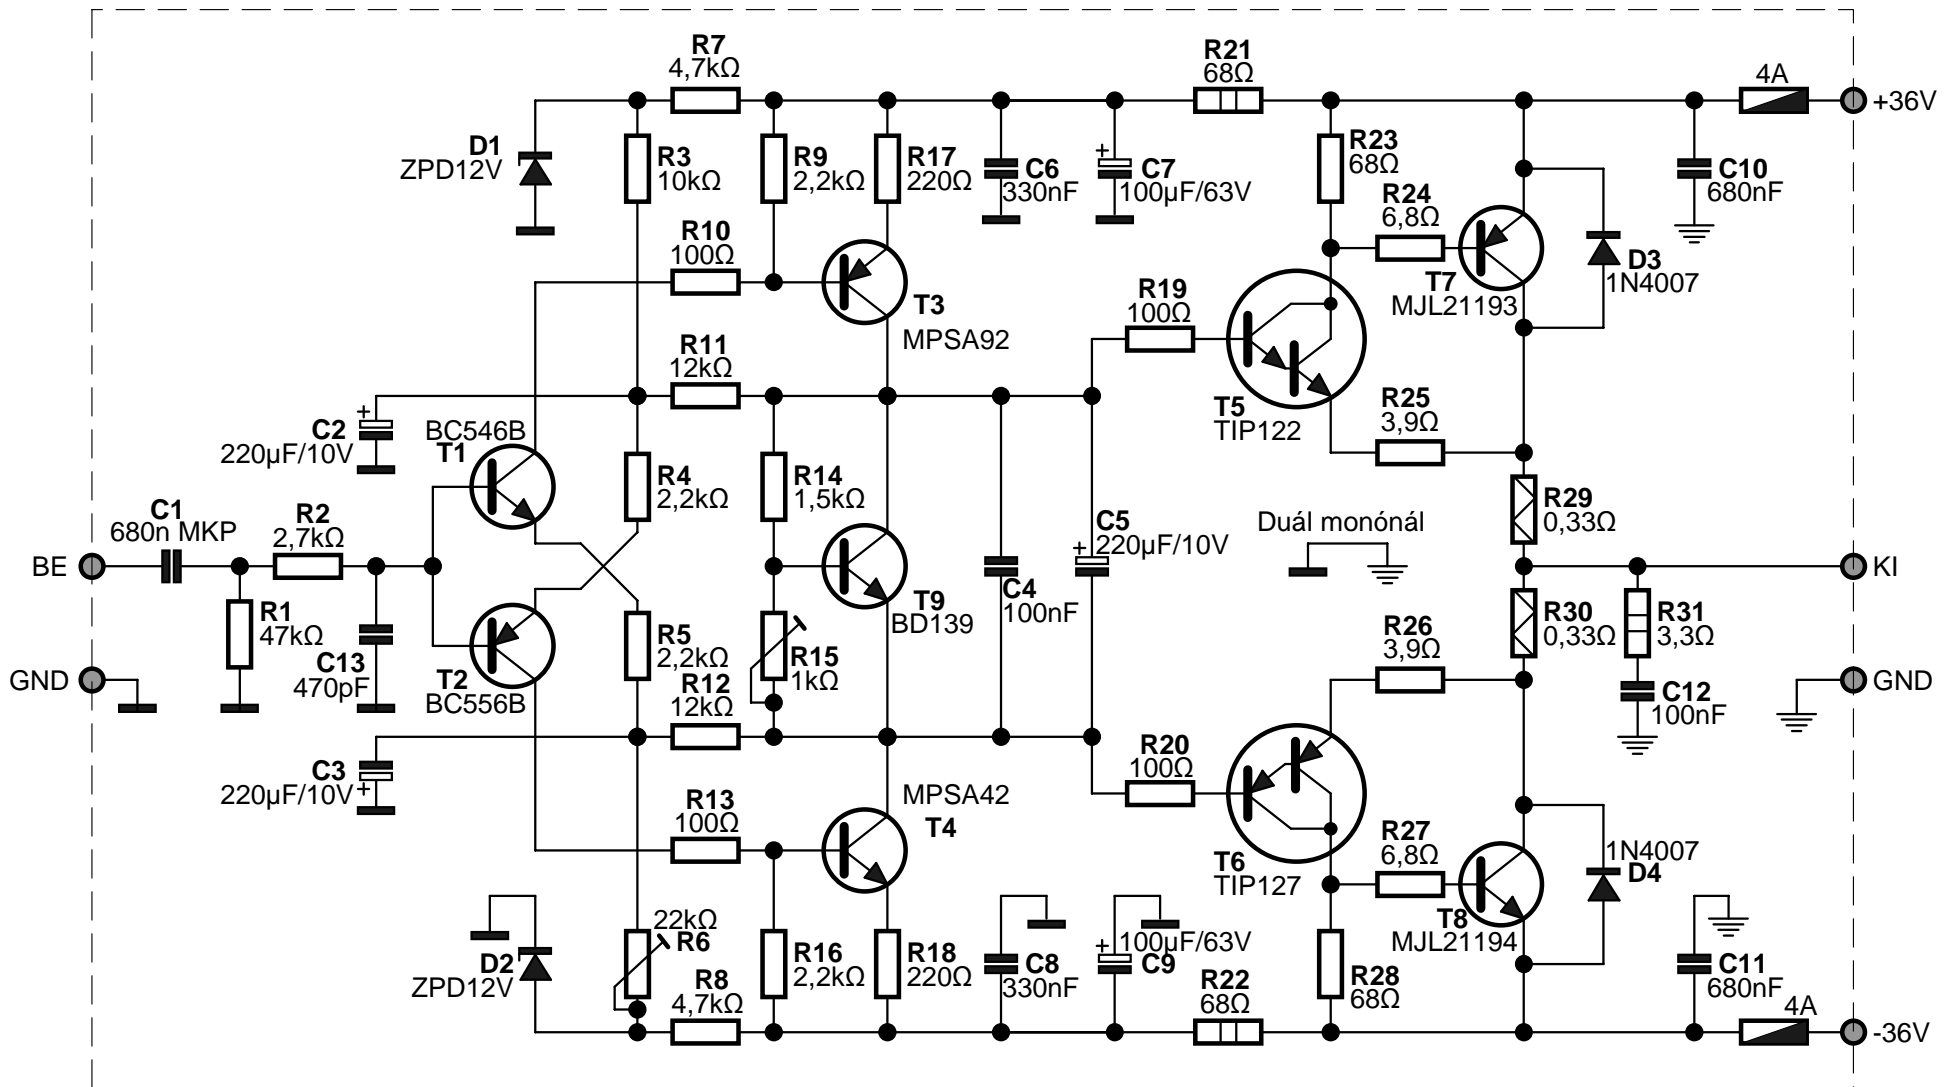 R7
4,7kΩ
R21
68Ω
4A
+36V
D1
ZPD12V
R3
10kΩ
R9
2,2kΩ
R17
220Ω
C6
330nF
+
C7
100µF/63V
R23
68Ω
C10
680nF
R24
6,8Ω
R10
100Ω
T3
MPSA92
R19
100Ω
T7
MJL21193
D3
1N4007
R11
12kΩ
+
C2
220µF/10V
BC546B
T1
T5
TIP122
R25
3,9Ω
R4
2,2kΩ
R14
1,5kΩ
C1
680n MKP
R2
2,7kΩ
+
C5
220µF/10V
Duál monónál
R29
0,33Ω
BE
KI
R1
47kΩ
C13
470pF
T9
BD139
C4
100nF
R30
0,33Ω
R31
3,3Ω
R5
2,2kΩ
R15
1kΩ
R26
3,9Ω
GND
T2
BC556B
R12
12kΩ
C12
100nF
GND
C3
220µF/10V
+
R20
100Ω
R13
100Ω
MPSA42
T4
T6
TIP127
R27
6,8Ω
1N4007
D4
T8
MJL21194
22kΩ
R6
D2
ZPD12V
R16
2,2kΩ
R18
220Ω
C8
330nF
+
100µF/63V
C9
R28
68Ω
C11
680nF
R8
4,7kΩ
R22
68Ω
4A
-36V